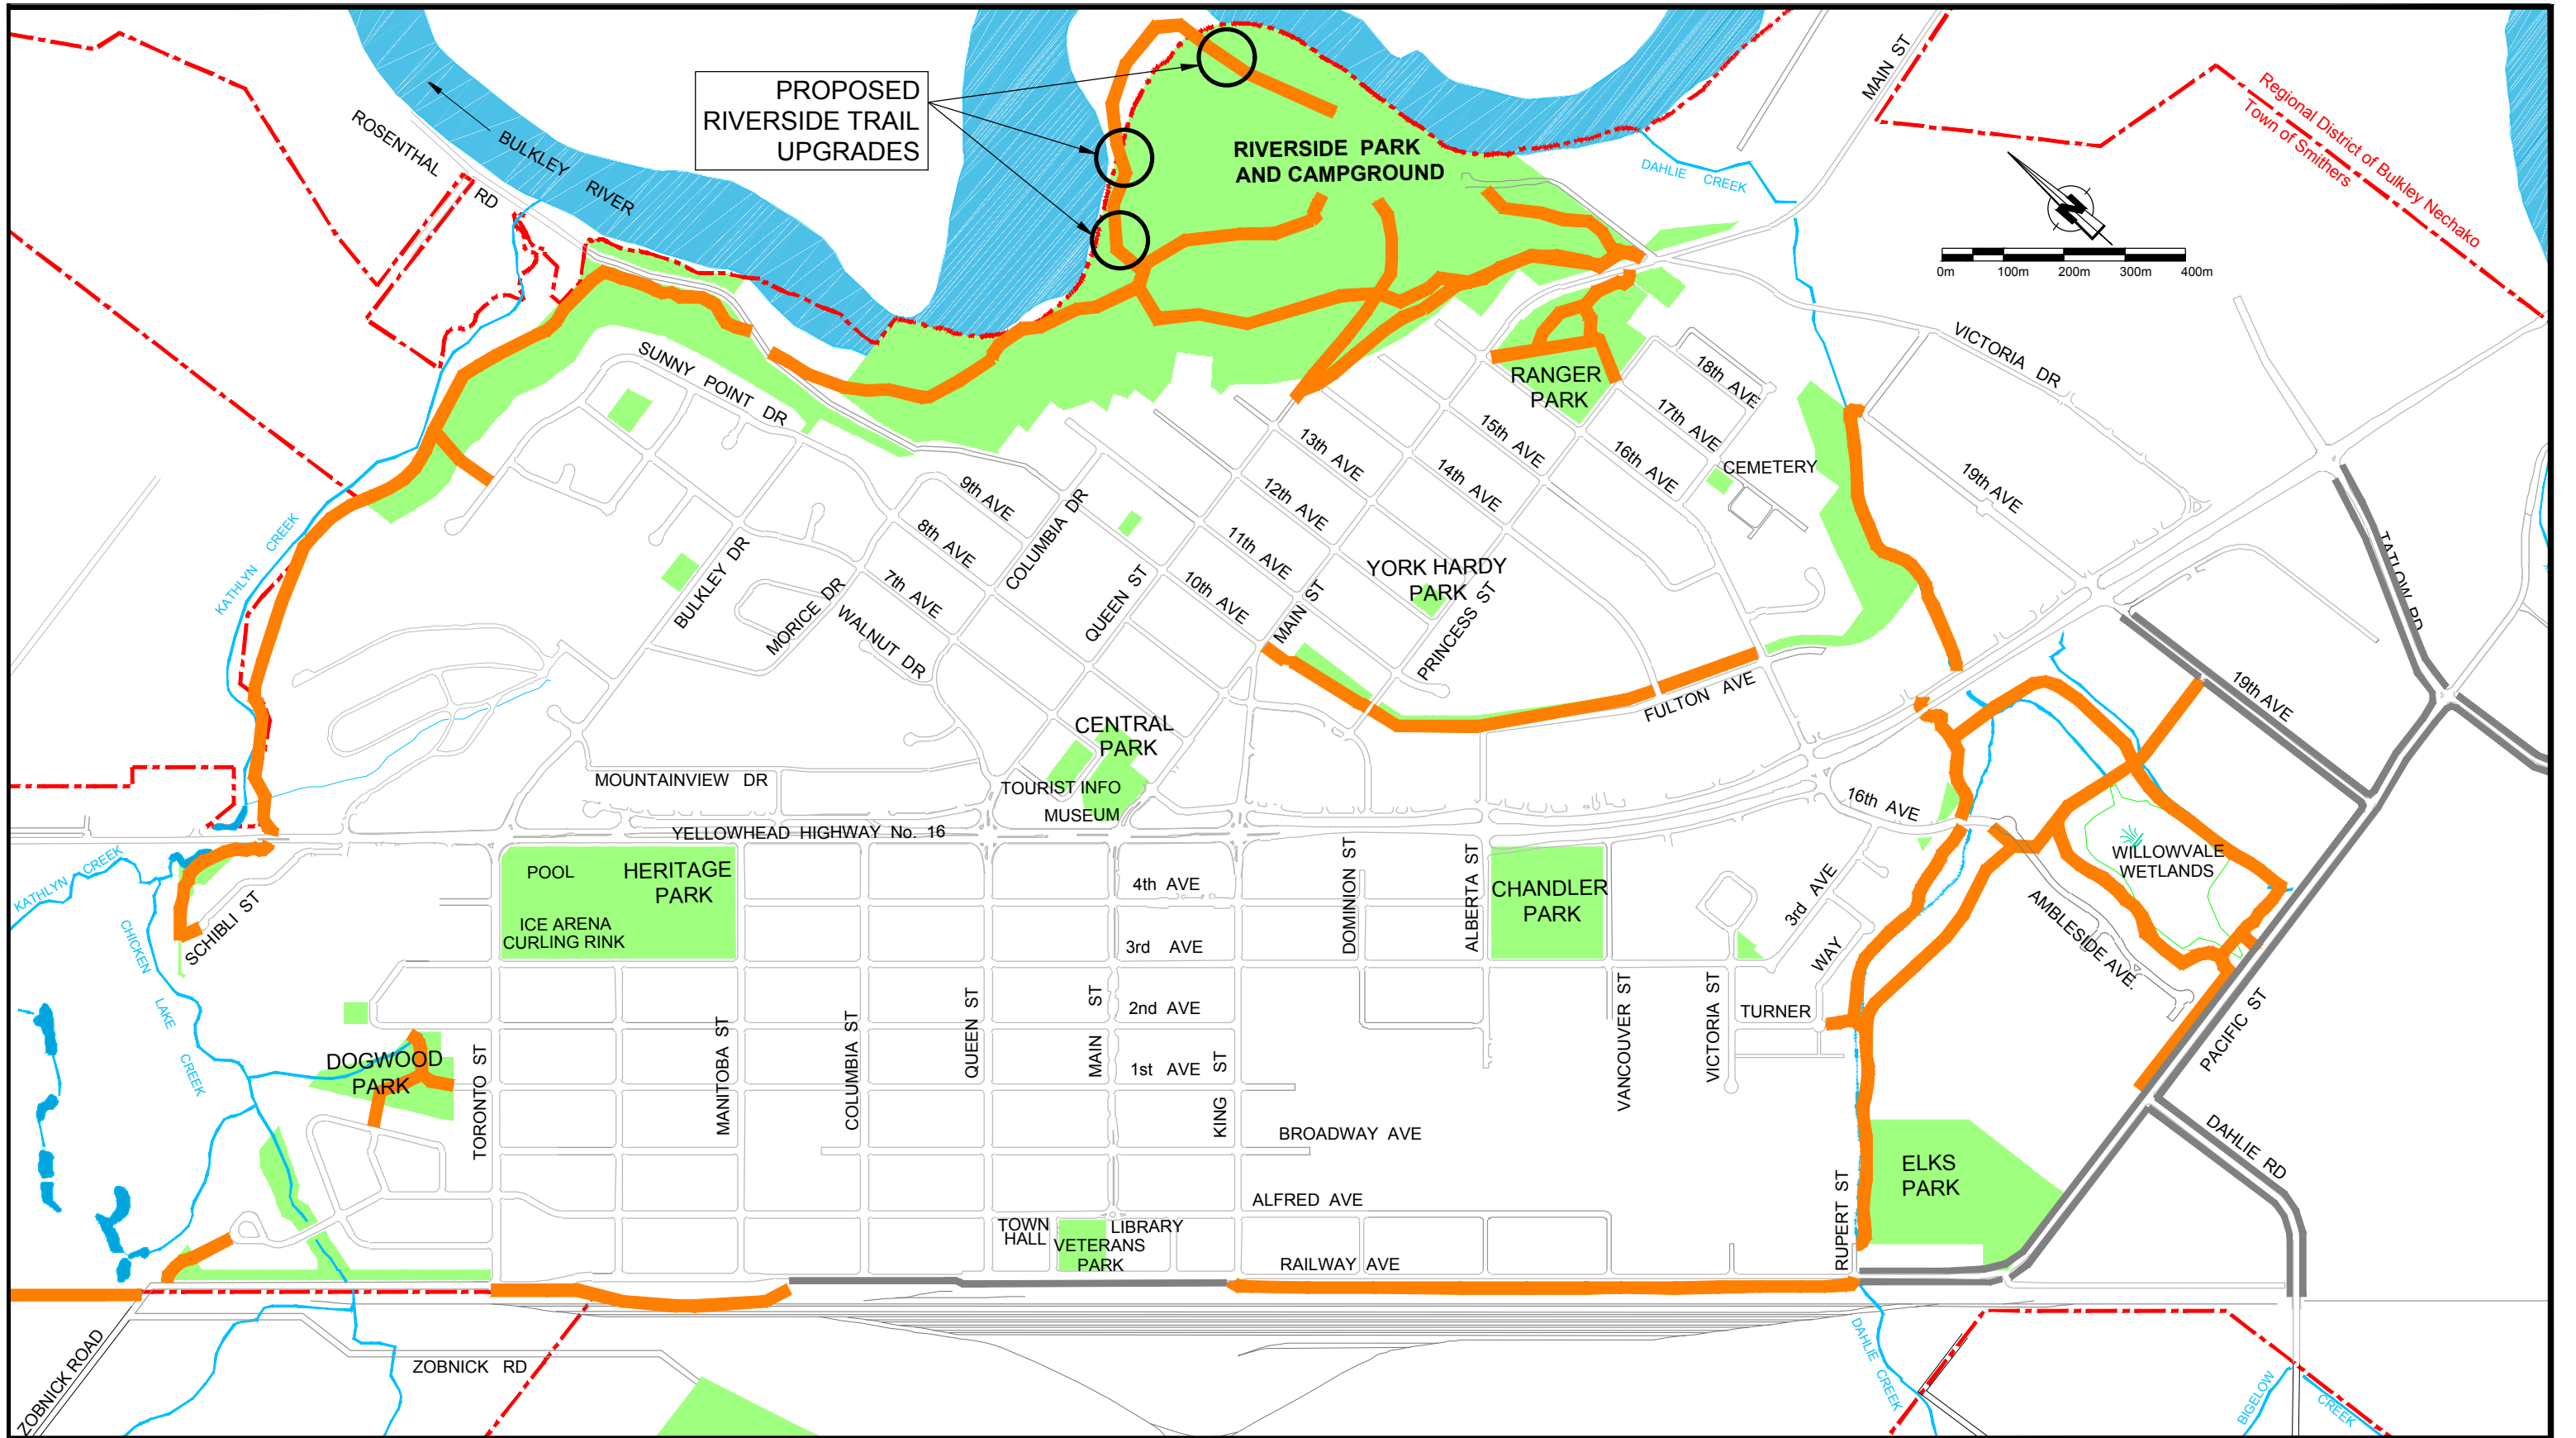 PROPOSED
RIVERSIDE TRAIL
UPGRADES
MAIN ST
Regional District of Bulkley Nechako
Town of Smithers
ROSENTHAL
RD
BULKLEY
RIVER
RIVERSIDE PARK
AND CAMPGROUND
DAHLIE CREEK
N
0m 100m 200m 300m 400m
SUNNY POINT DR
VICTORIA DR
RANGER
PARK
18th AVE
17th AVE
16th AVE
15th AVE
14th AVE
13th AVE
12th AVE
11th AVE
10th AVE
9th AVE
8th AVE
7th AVE
CEMETERY
19th AVE
TATLOW RD
KATHLYN CREEK
BULKLEY DR
MORICE DR
WALNUT DR
COLUMBIA DR
QUEEN ST
MAIN ST
YORK HARDY
PARK
PRINCESS ST
FULTON AVE
19th AVE
CENTRAL
PARK
MOUNTAINVIEW DR
TOURIST INFO
MUSEUM
YELLOWHEAD HIGHWAY No. 16
16th AVE
KATHLYN CREEK
SCHIBLI ST
POOL
HERITAGE
PARK
ICE ARENA
CURLING RINK
4th AVE
3rd AVE
2nd AVE
1st AVE
DOMINION ST
ALBERTA ST
CHANDLER
PARK
3rd AVE
WILLOWVALE
WETLANDS
AMBLESIDE AVE.
CHICKEN
LAKE
CREEK
DOGWOOD
PARK
TORONTO ST
MANITOBA ST
COLUMBIA ST
QUEEN ST
MAIN ST
KING ST
VANCOUVER ST
VICTORIA ST
TURNER
WAY
PACIFIC ST
BROADWAY AVE
DAHLIE RD
ELKS
PARK
ALFRED AVE
TOWN
HALL
LIBRARY
VETERANS
PARK
RAILWAY AVE
RUPERT ST
ZOBNICK ROAD
ZOBNICK RD
DAHLIE
CREEK
BIGELOW
CREEK